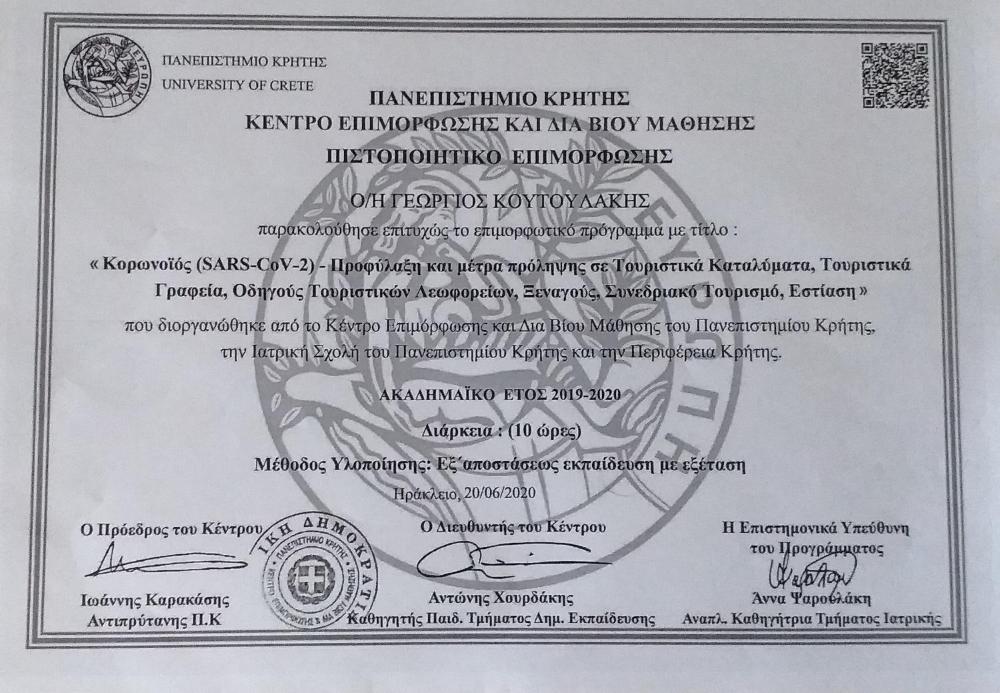 ΠΑΝΕΠΙΣΤΗΜΙΟ ΚΡΗΤΗΣ
UNIVERSITY OF CRETE
ΠΑΝΕΠΙΣΤΗΜΙΟ ΚΡΗΤΗΣ
ΚΕΝΤΡΟ ΕΠΙΜΟΡΦΩΣΗΣ ΚΑΙ ΔΙΑ ΒΙΟΥ ΜΑΘΗΣΗΣ
ΠΙΣΤΟΠΟΙΗΤΙΚΟ ΕΠΙΜΟΡΦΩΣΗΣ
Ο/Η ΓΕΩΡΓΙΟΣ ΚΟΥΤΟΥΛΑΚΗΣ
παρακολούθησε επιτυχώς το επιμορφωτικό πρόγραμμα με τίτλο :
« Κορωνοϊός (SARS-CoV-2) - Προφύλαξη και μέτρα πρόληψης σε Τουριστικά Καταλύματα, Τουριστικά
Γραφεία, Οδηγούς Τουριστικών Λεωφορείων, Ξεναγούς, Συνεδριακό Τουρισμό, Εστίαση »
που διοργανώθηκε από το Κέντρο Επιμόρφωσης και Δια Βίου Μάθησης του Πανεπιστημίου Κρήτης,
την Ιατρική Σχολή του Πανεπιστημίου Κρήτης και την Περιφέρεια Κρήτης.
ΕΥΡΩΠΗ
ΑΚΑΔΗΜΑΪΚΟ ΕΤΟΣ 2019-2020
Διάρκεια : (10 ώρες)
Μέθοδος Υλοποίησης: Εξ΄αποστάσεως εκπαίδευση με εξέταση
Ηράκλειο, 20/06/2020
Ο Πρόεδρος του Κέντρου
Ιωάννης Καρακάσης
Αντιπρύτανης Π.Κ
Ο Διευθυντής του Κέντρου
Αντώνης Χουρδάκης
Καθηγητής Παιδ. Τμήματος Δημ. Εκπαίδευσης
Η Επιστημονικά Υπεύθυνη
του Προγράμματος
Άννα Ψαρουλάκη
Αναπλ. Καθηγήτρια Τμήματος Ιατρικής